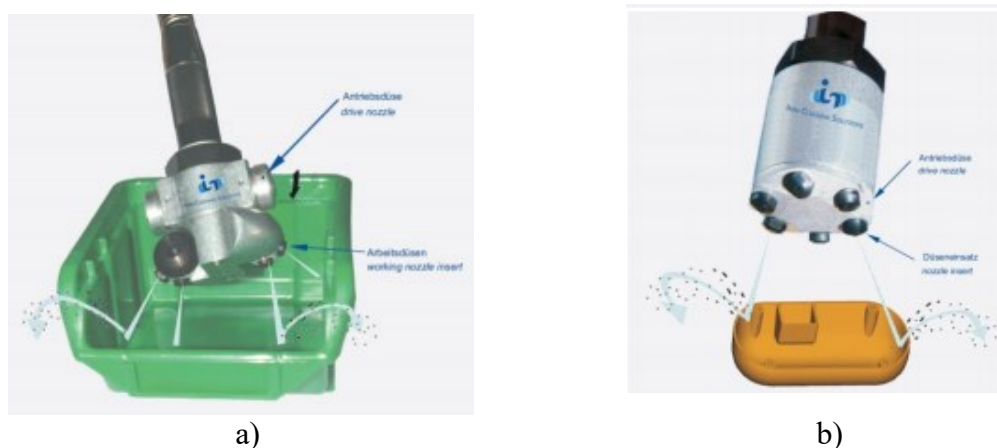 Antriebsdüse
drive nozzle
Arbeitsdüsen
working nozzle insert
a)
Antriebsdüse
drive nozzle
Düseneinsatz
nozzle insert
b)